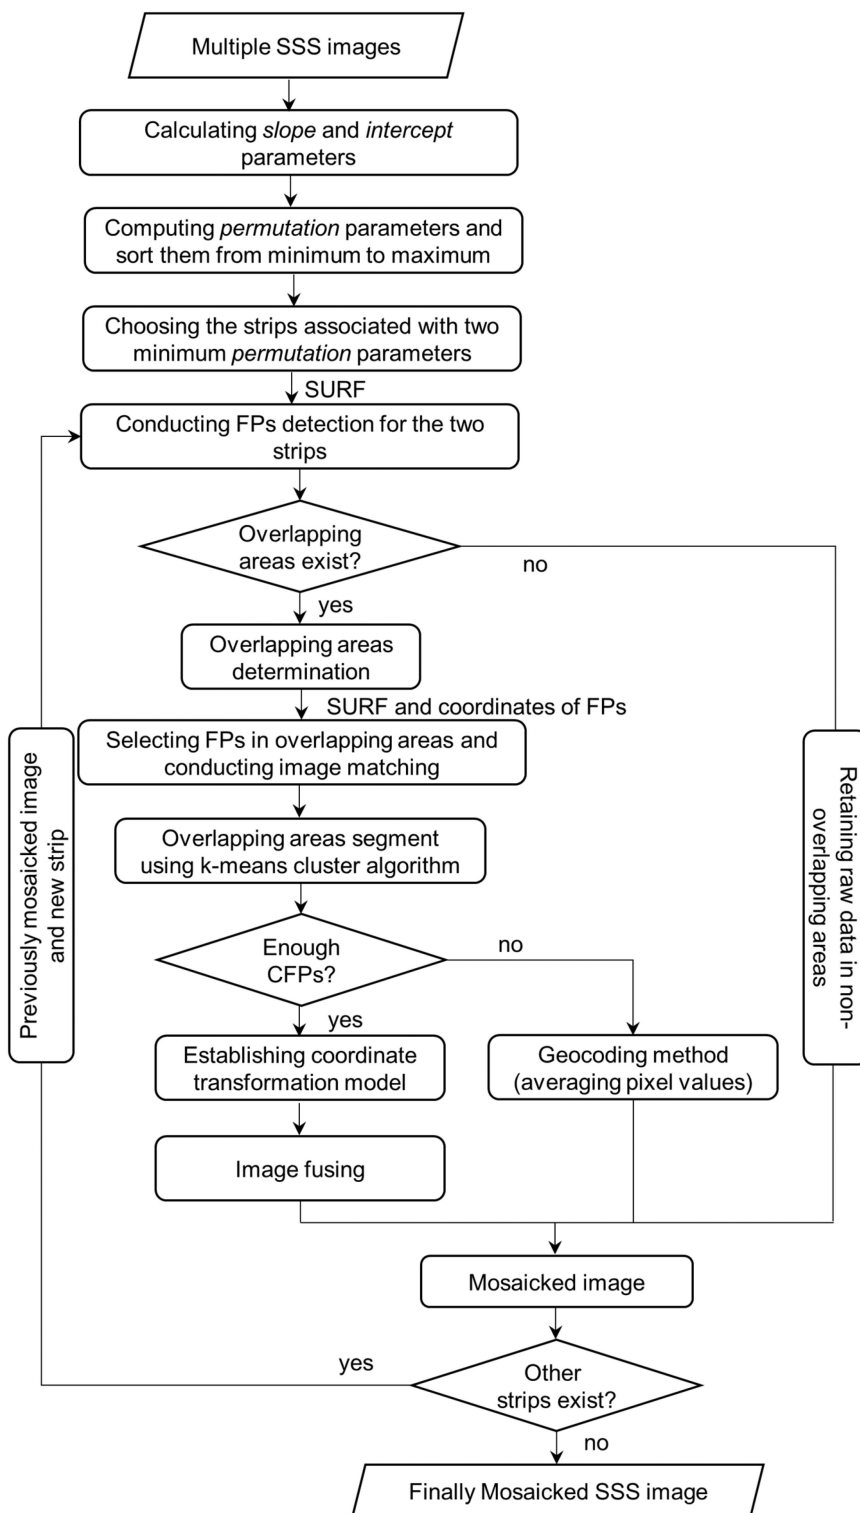 Multiple SSS images
Calculating slope and intercept
parameters
Computing permutation parameters and
sort them from minimum to maximum
Choosing the strips associated with two
minimum permutation parameters
SURF
Conducting FPs detection for the two
strips
Overlapping
areas exist?
no
yes
Overlapping areas
determination
SURF and coordinates of FPs
Selecting FPs in overlapping areas and
conducting image matching
Previously mosaicked image
and new strip
Retaining raw data in non-
overlapping areas
Overlapping areas segment
using k-means cluster algorithm
Enough
CFPs?
no
yes
Establishing coordinate
transformation model
Geocoding method
(averaging pixel values)
Image fusing
Mosaicked image
yes
Other
strips exist?
no
Finally Mosaicked SSS image